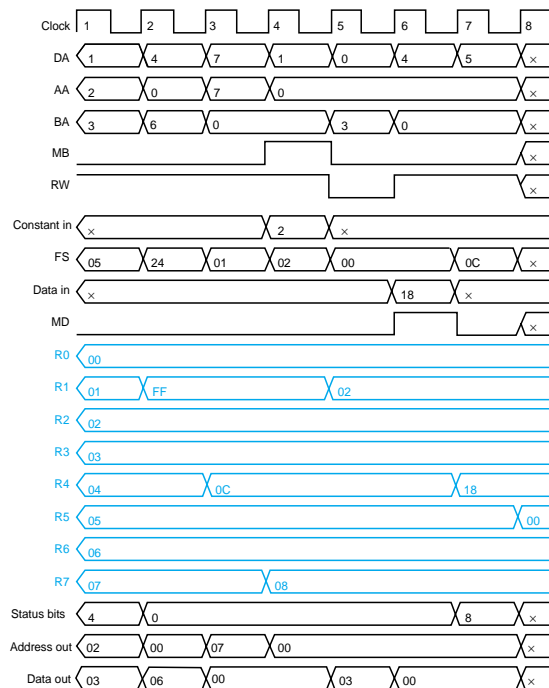 Clock 1 2 3 4 5 6 7 8
DA 1 4 7 1 0 4 5 ×
AA 2 0 7 0 ×
BA 3 6 0 3 0 ×
MB ×
RW ×
Constant in × 2 ×
FS 05 24 01 02 00 0C ×
Data in × 18 ×
MD ×
R0 00
R1 01 FF 02
R2 02
R3 03
R4 04 0C 18
R5 05 00
R6 06
R7 07 08
Status bits 4 0 8 ×
Address out 02 00 07 00 ×
Data out 03 06 00 03 00 ×